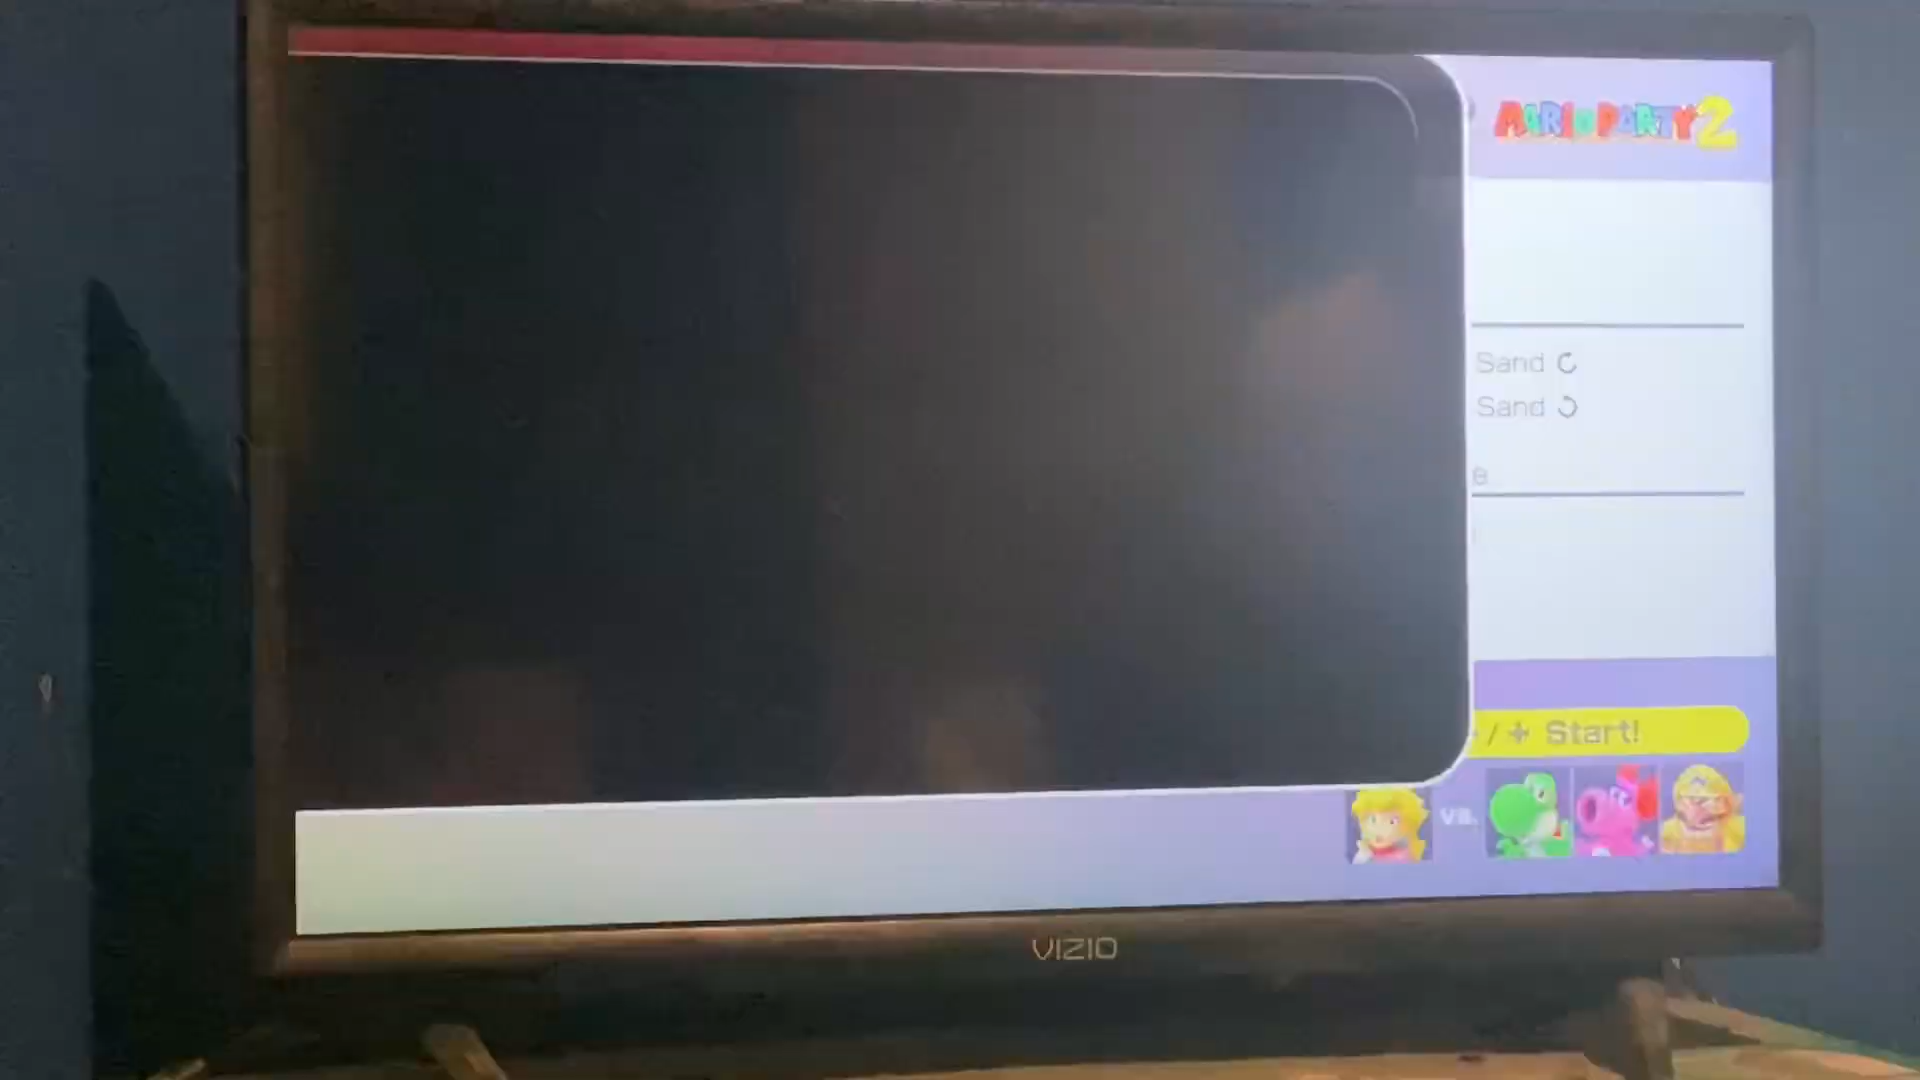 MARIO PARTY 2
Sand
Sand
e
/ + Start!
vs.
VIZIO